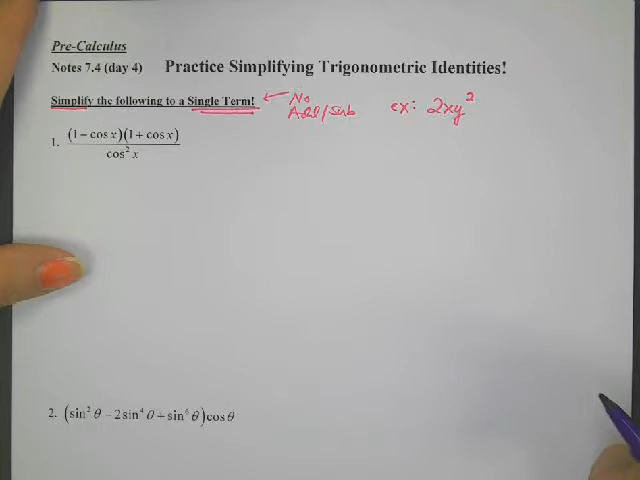 Pre-Calculus
Notes 7.4 (day 4) Practice Simplifying Trigonometric Identities!
Simplify the following to a Single Term! ← No Add/Sub ex: 2xy²
1. (1 − cos x)(1 + cos x) / cos² x
2. (sin² θ − 2sin⁴ θ + sin⁶ θ)cos θ